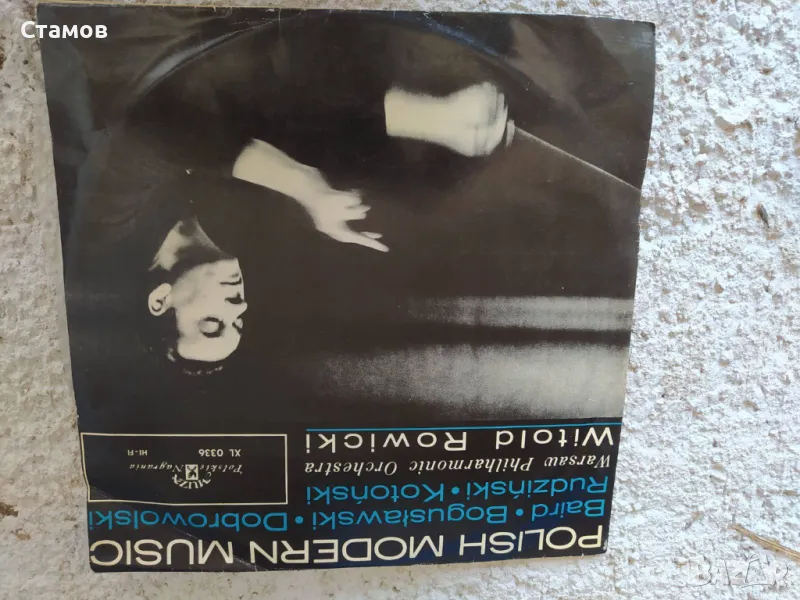 Стамов
POLISH MODERN MUSIC
Baird • Bogusławski • Dobrowolski
Rudziński • Kotoński
Warsaw Philharmonic Orchestra
Witold Rowicki
MUZA
Polskie Nagrania
XL 0336
HI-FI